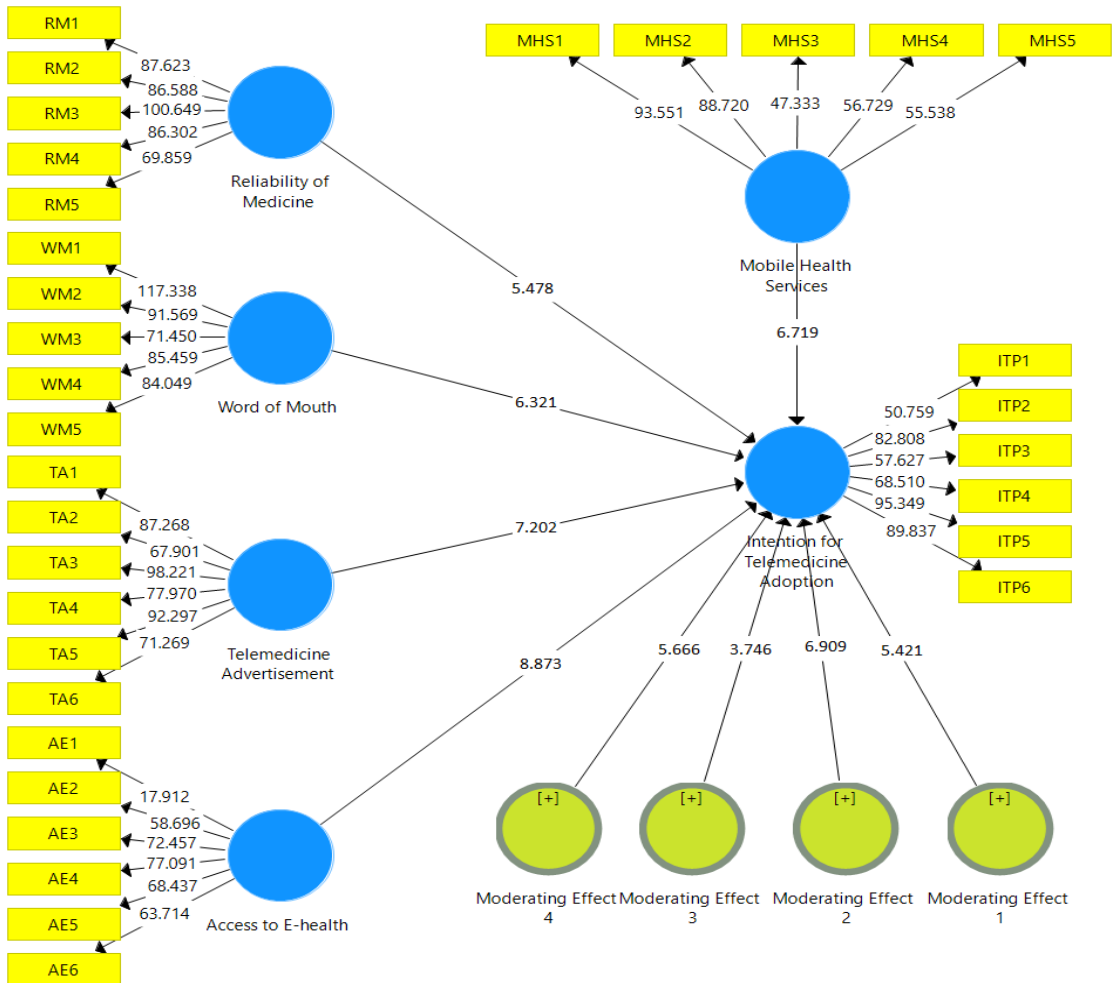 RM1
RM2
RM3
RM4
RM5
87.623
86.588
100.649
86.302
69.859
Reliability of
Medicine
WM1
WM2
WM3
WM4
WM5
117.338
91.569
71.450
85.459
84.049
Word of Mouth
TA1
TA2
TA3
TA4
TA5
TA6
87.268
67.901
98.221
77.970
92.297
71.269
Telemedicine
Advertisement
AE1
AE2
AE3
AE4
AE5
AE6
17.912
58.696
72.457
77.091
68.437
63.714
Access to E-health
MHS1
MHS2
MHS3
MHS4
MHS5
93.551
88.720
47.333
56.729
55.538
Mobile Health
Services
5.478
6.321
7.202
8.873
6.719
Intention for
Telemedicine
Adoption
50.759
82.808
57.627
68.510
95.349
89.837
ITP1
ITP2
ITP3
ITP4
ITP5
ITP6
5.666
3.746
6.909
5.421
[+]
[+]
[+]
[+]
Moderating Effect
4
Moderating Effect
3
Moderating Effect
2
Moderating Effect
1